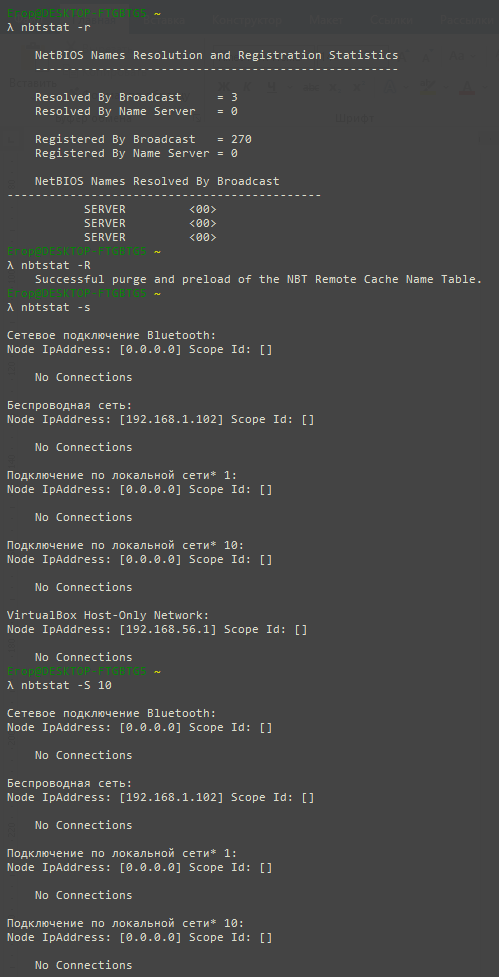 Егор@DESKTOP-FTGBTG5 ~
λ nbtstat -r
NetBIOS Names Resolution and Registration Statistics
----------------------------------------------------
Resolved By Broadcast     = 3
Resolved By Name Server   = 0
Registered By Broadcast   = 270
Registered By Name Server = 0
NetBIOS Names Resolved By Broadcast
---------------------------------------------
SERVER         <00>
SERVER         <00>
SERVER         <00>
Егор@DESKTOP-FTGBTG5 ~
λ nbtstat -R
Successful purge and preload of the NBT Remote Cache Name Table.
Егор@DESKTOP-FTGBTG5 ~
λ nbtstat -s
Сетевое подключение Bluetooth:
Node IpAddress: [0.0.0.0] Scope Id: []
No Connections
Беспроводная сеть:
Node IpAddress: [192.168.1.102] Scope Id: []
No Connections
Подключение по локальной сети* 1:
Node IpAddress: [0.0.0.0] Scope Id: []
No Connections
Подключение по локальной сети* 10:
Node IpAddress: [0.0.0.0] Scope Id: []
No Connections
VirtualBox Host-Only Network:
Node IpAddress: [192.168.56.1] Scope Id: []
No Connections
Егор@DESKTOP-FTGBTG5 ~
λ nbtstat -S 10
Сетевое подключение Bluetooth:
Node IpAddress: [0.0.0.0] Scope Id: []
No Connections
Беспроводная сеть:
Node IpAddress: [192.168.1.102] Scope Id: []
No Connections
Подключение по локальной сети* 1:
Node IpAddress: [0.0.0.0] Scope Id: []
No Connections
Подключение по локальной сети* 10:
Node IpAddress: [0.0.0.0] Scope Id: []
No Connections